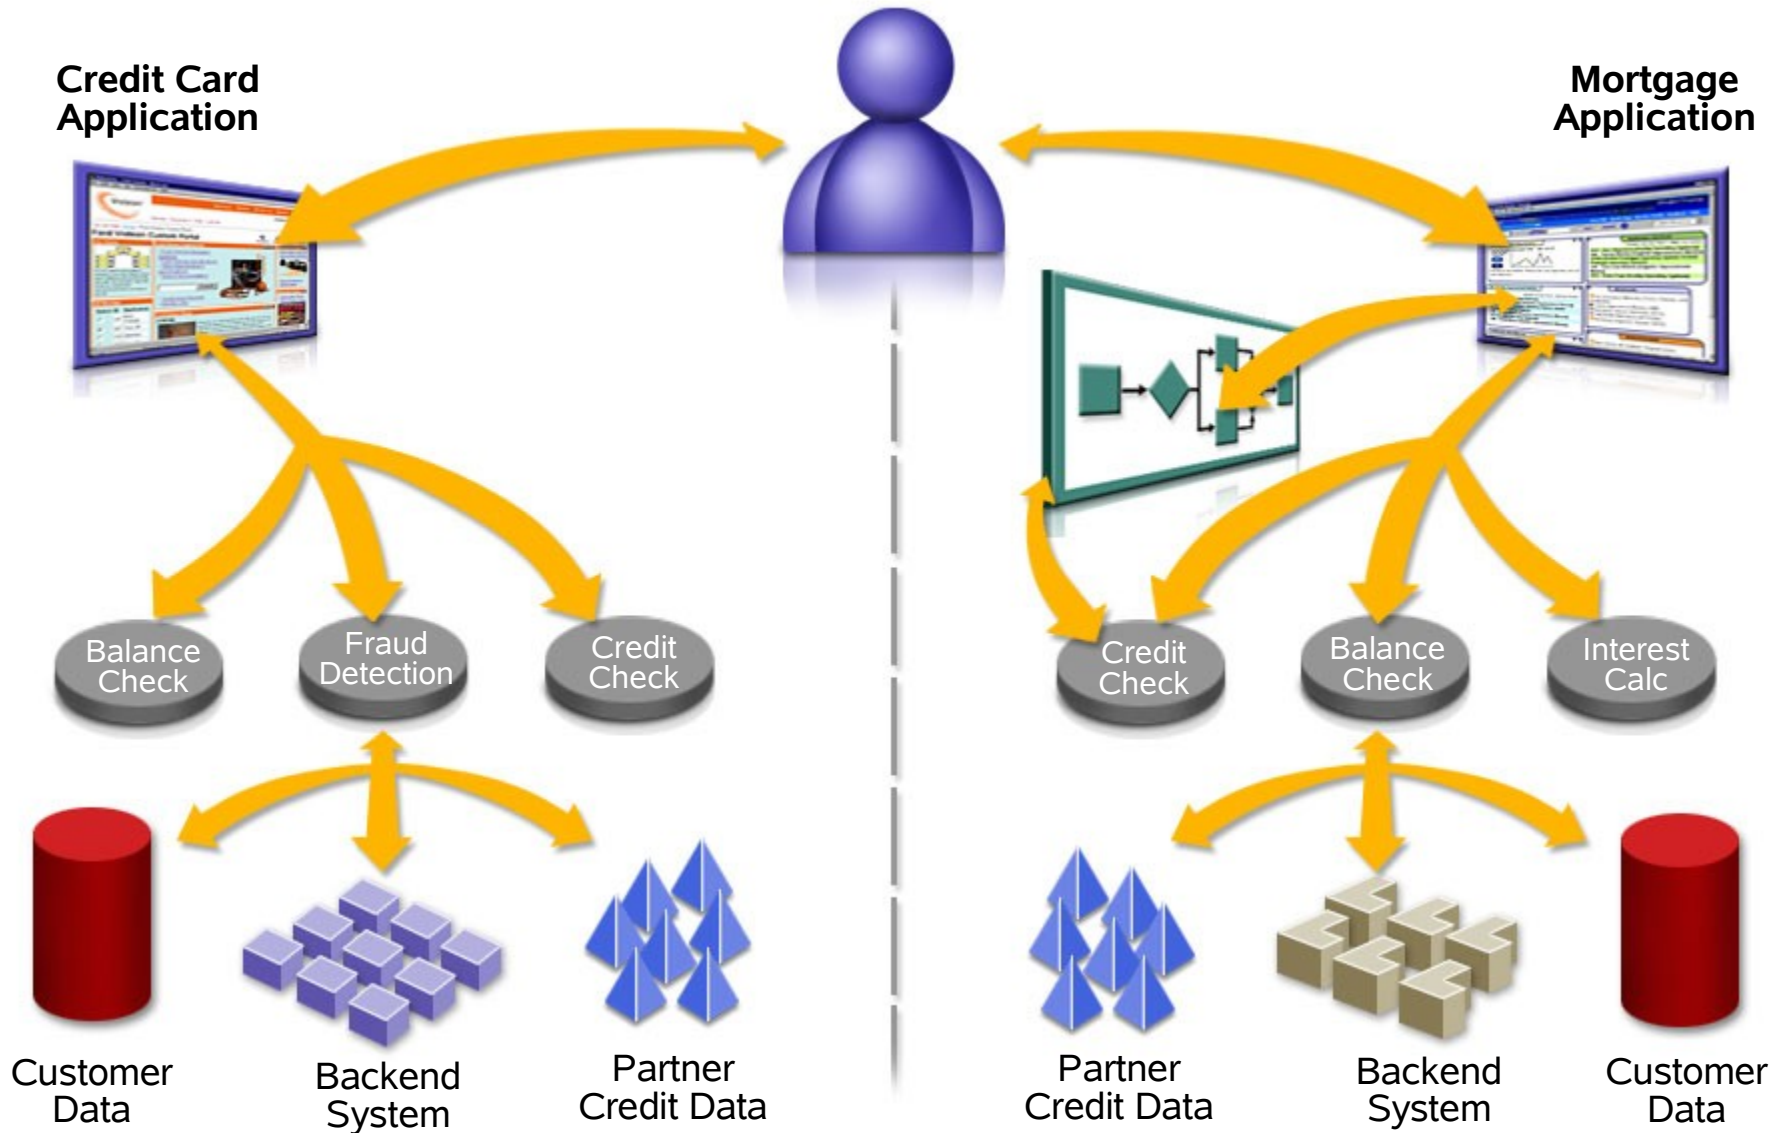 Credit Card
Application
Mortgage
Application
Balance
Check
Fraud
Detection
Credit
Check
Credit
Check
Balance
Check
Interest
Calc
Customer
Data
Backend
System
Partner
Credit Data
Partner
Credit Data
Backend
System
Customer
Data